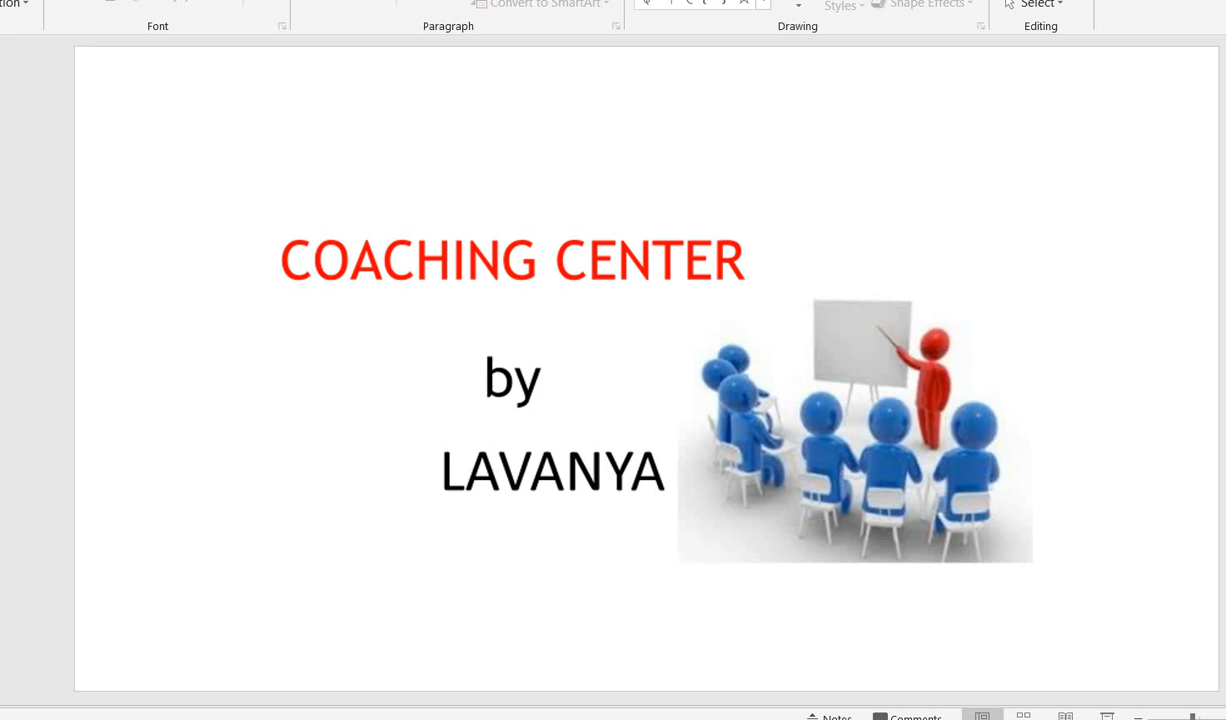 Convert to SmartArt
Styles
Shape Effects
Select
Font
Paragraph
Drawing
Editing
COACHING CENTER
by
LAVANYA
Notes
Comments